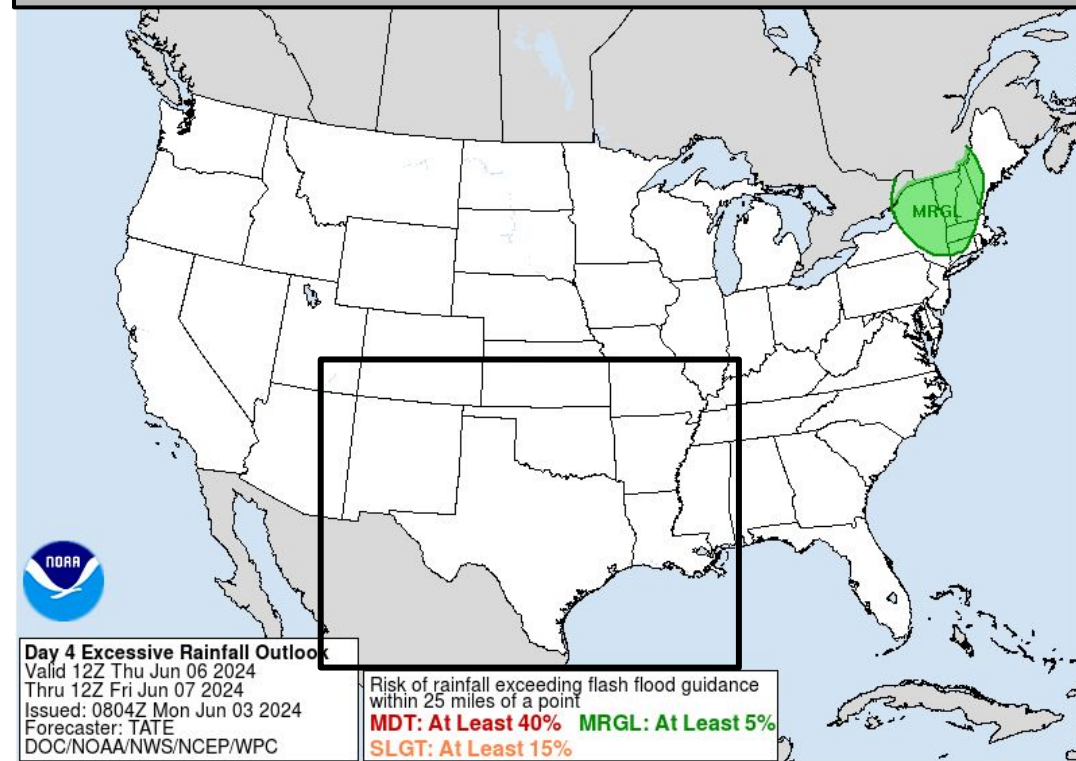 MRGL
NOAA
Day 4 Excessive Rainfall Outlook
Valid 12Z Thu Jun 06 2024
Thru 12Z Fri Jun 07 2024
Issued: 0804Z Mon Jun 03 2024
Forecaster: TATE
DOC/NOAA/NWS/NCEP/WPC
Risk of rainfall exceeding flash flood guidance
within 25 miles of a point
MDT: At Least 40% MRGL: At Least 5%
SLGT: At Least 15%